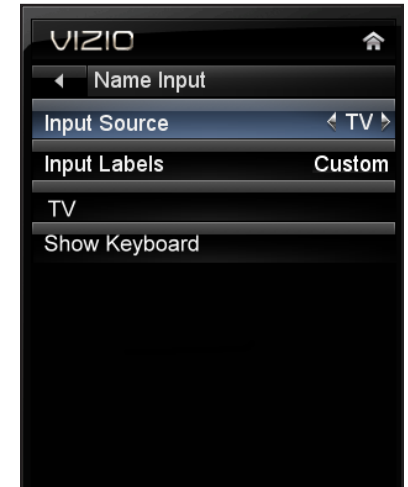 VIZIO
Name Input
Input Source TV
Input Labels Custom
TV
Show Keyboard